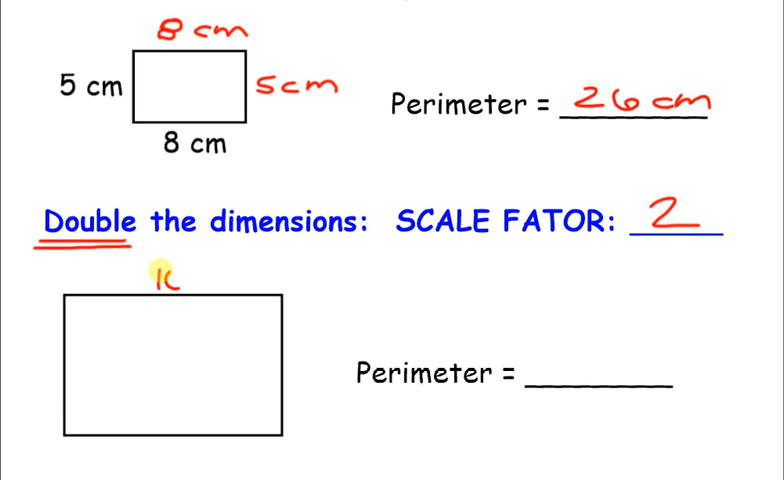 8 cm
5 cm
5cm
Perimeter = 26 cm
8 cm
Double the dimensions: SCALE FATOR: 2
Perimeter =